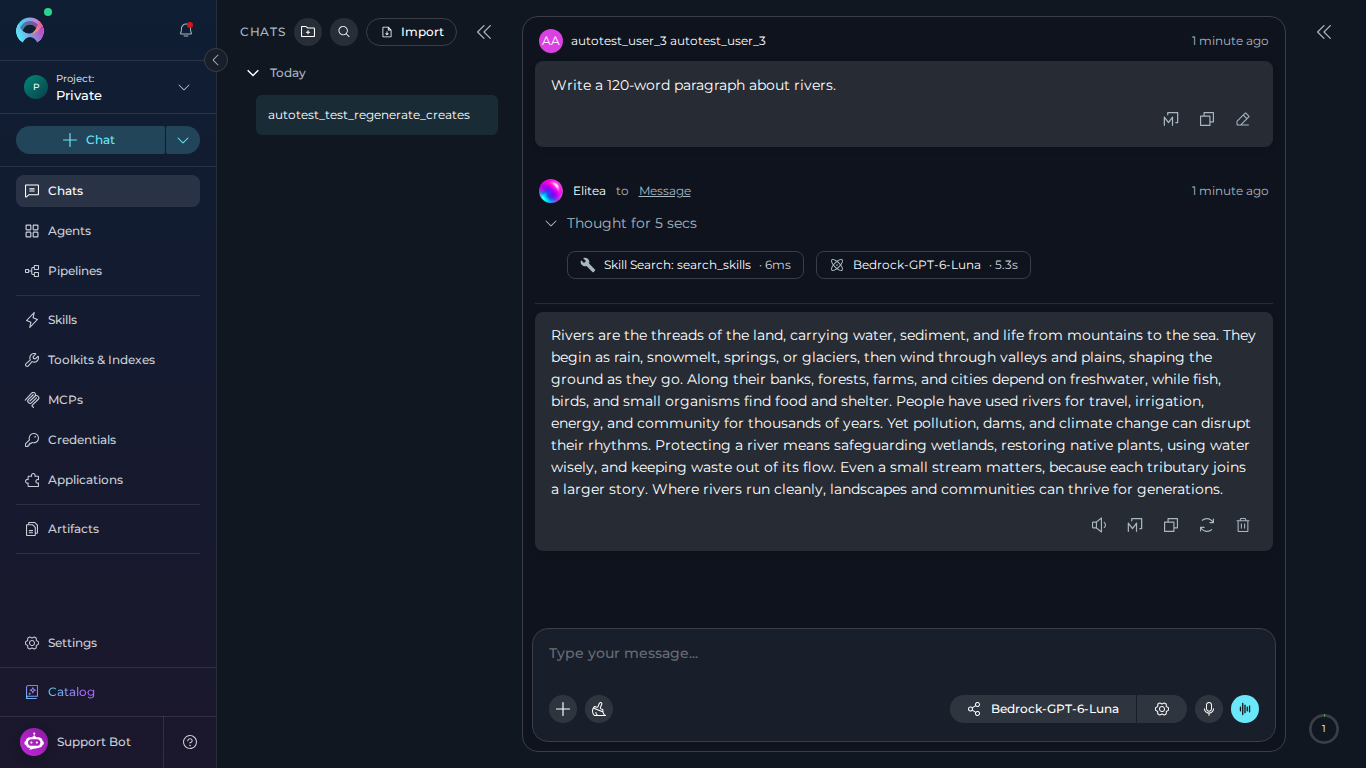 Project:
P
Private
Chat
Chats
Agents
Pipelines
Skills
Toolkits & Indexes
MCPs
Credentials
Applications
Artifacts
Settings
Catalog
Support Bot
CHATS
Import
Today
autotest_test_regenerate_creates
AA autotest_user_3 autotest_user_3 1 minute ago
Write a 120-word paragraph about rivers.
Elitea to Message 1 minute ago
Thought for 5 secs
Skill Search: search_skills · 6ms Bedrock-GPT-6-Luna · 5.3s
Rivers are the threads of the land, carrying water, sediment, and life from mountains to the sea. They
begin as rain, snowmelt, springs, or glaciers, then wind through valleys and plains, shaping the
ground as they go. Along their banks, forests, farms, and cities depend on freshwater, while fish,
birds, and small organisms find food and shelter. People have used rivers for travel, irrigation,
energy, and community for thousands of years. Yet pollution, dams, and climate change can disrupt
their rhythms. Protecting a river means safeguarding wetlands, restoring native plants, using water
wisely, and keeping waste out of its flow. Even a small stream matters, because each tributary joins
a larger story. Where rivers run cleanly, landscapes and communities can thrive for generations.
Type your message...
Bedrock-GPT-6-Luna
1